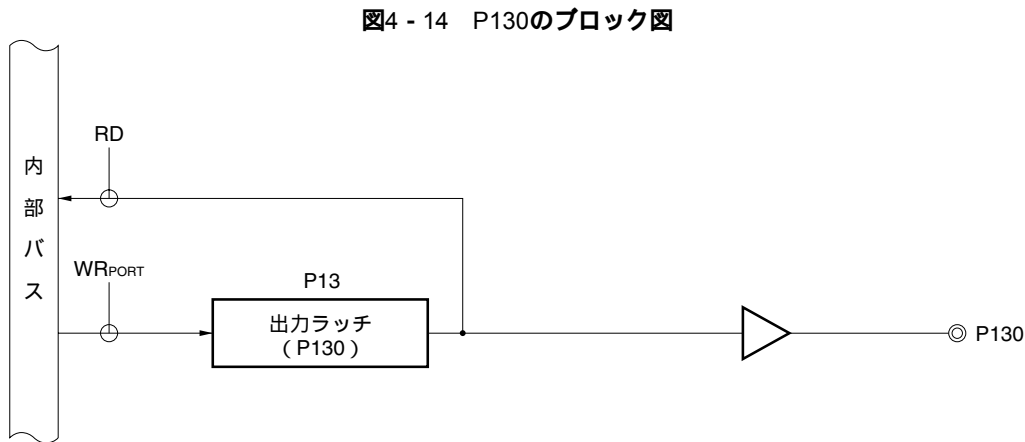 図4 - 14　P130のブロック図
RD
内部バス
WRPORT
P13
出力ラッチ
（P130）
P130